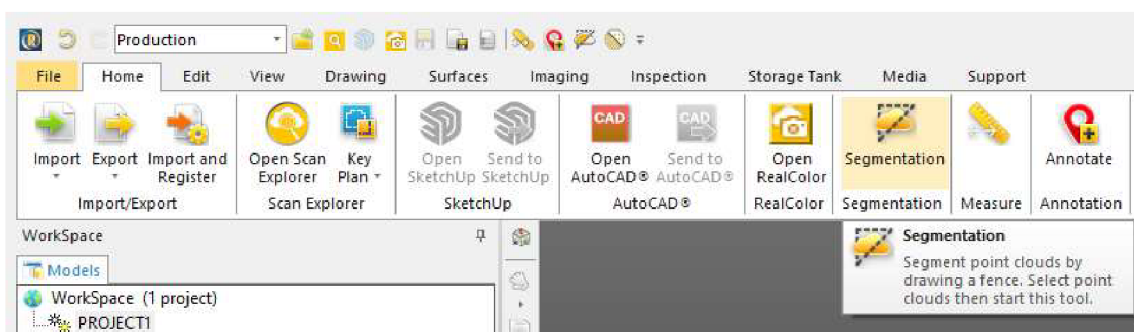 Production
File Home Edit View Drawing Surfaces Imaging Inspection Storage Tank Media Support
CAD CAD
Import Export Import and Register Open Scan Explorer Key Plan Open SketchUp Send to SketchUp Open AutoCAD® Send to AutoCAD® Open RealColor Segmentation Annotate
Import/Export Scan Explorer SketchUp AutoCAD® RealColor Segmentation Measure Annotation
WorkSpace
Models
WorkSpace (1 project)
PROJECT1
Segmentation
Segment point clouds by
drawing a fence. Select point
clouds then start this tool.